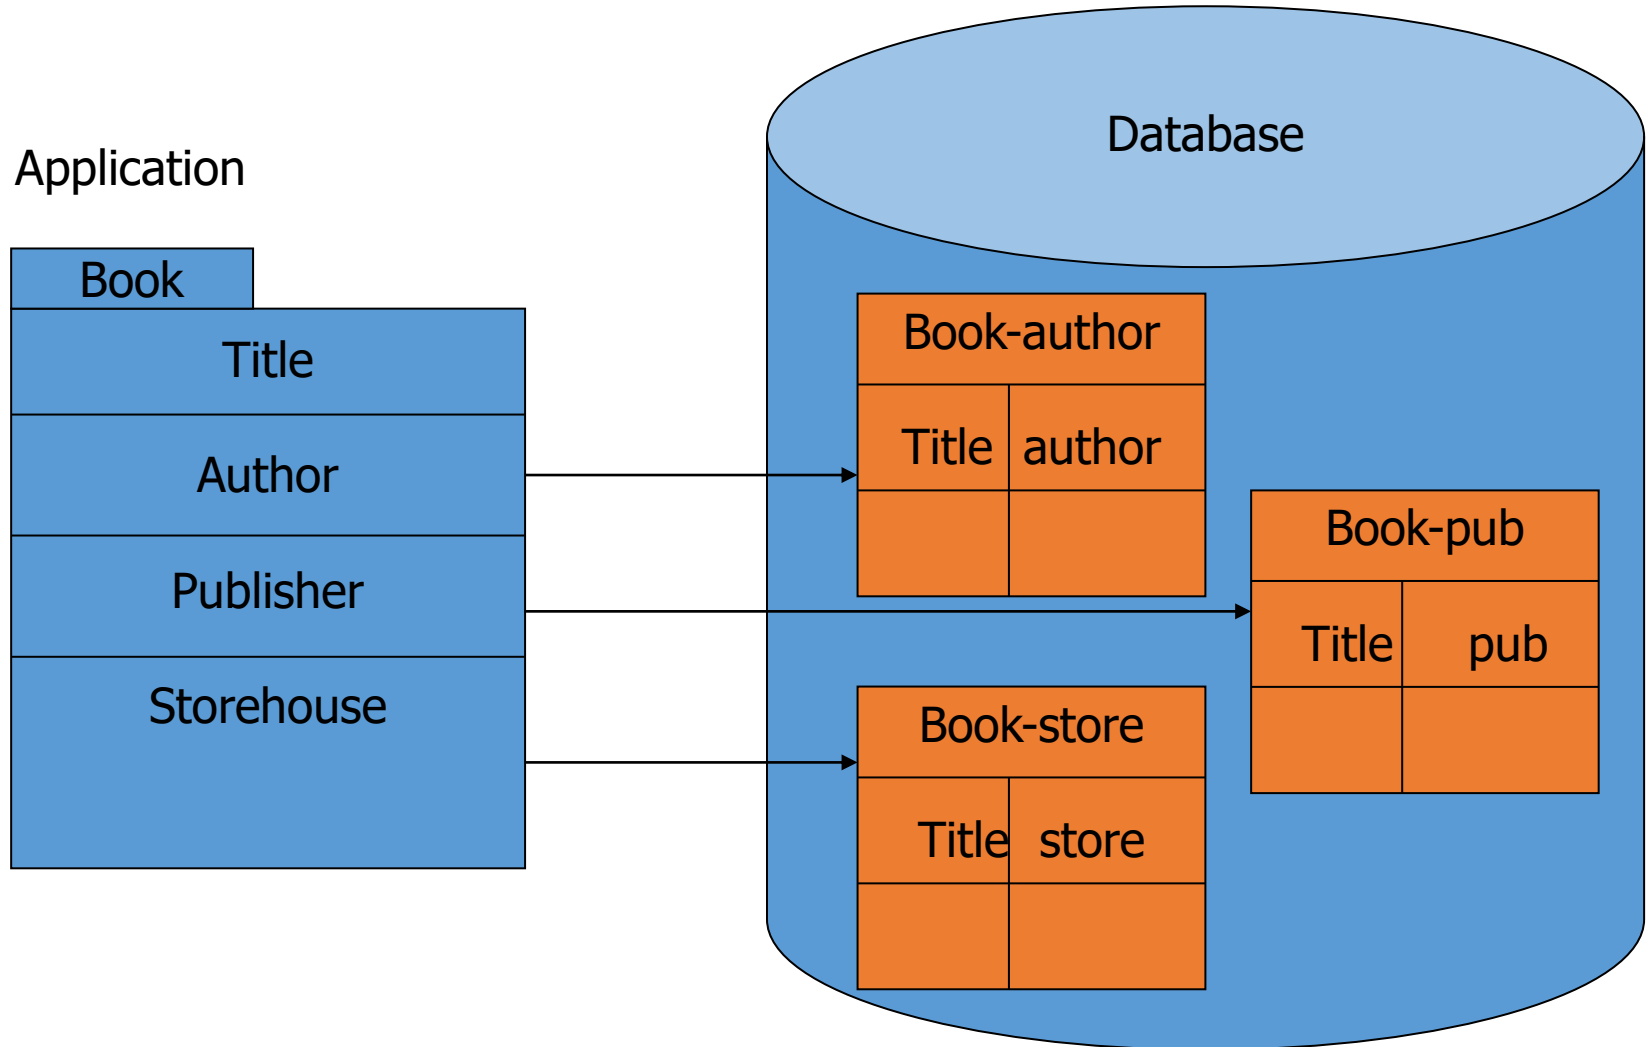 Application
Book
Title
Author
Publisher
Storehouse
Database
Book-author
Title author
Book-pub
Title pub
Book-store
Title store